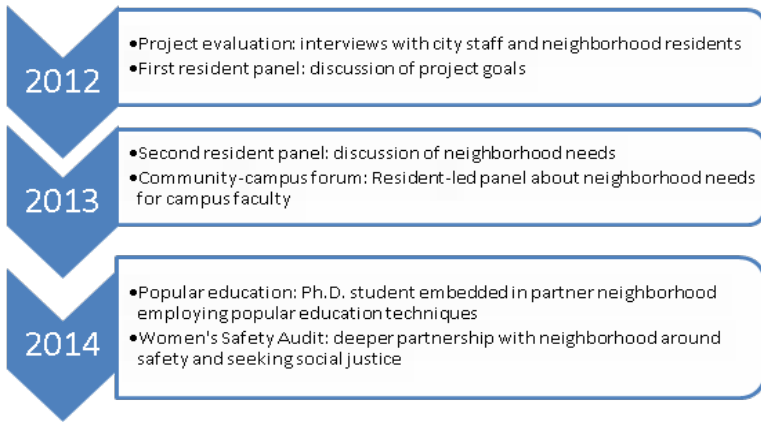 2012
•Project evaluation: interviews with city staff and neighborhood residents
•First resident panel: discussion of project goals
2013
•Second resident panel: discussion of neighborhood needs
•Community-campus forum: Resident-led panel about neighborhood needs
for campus faculty
2014
•Popular education: Ph.D. student embedded in partner neighborhood
employing popular education techniques
•Women's Safety Audit: deeper partnership with neighborhood around
safety and seeking social justice